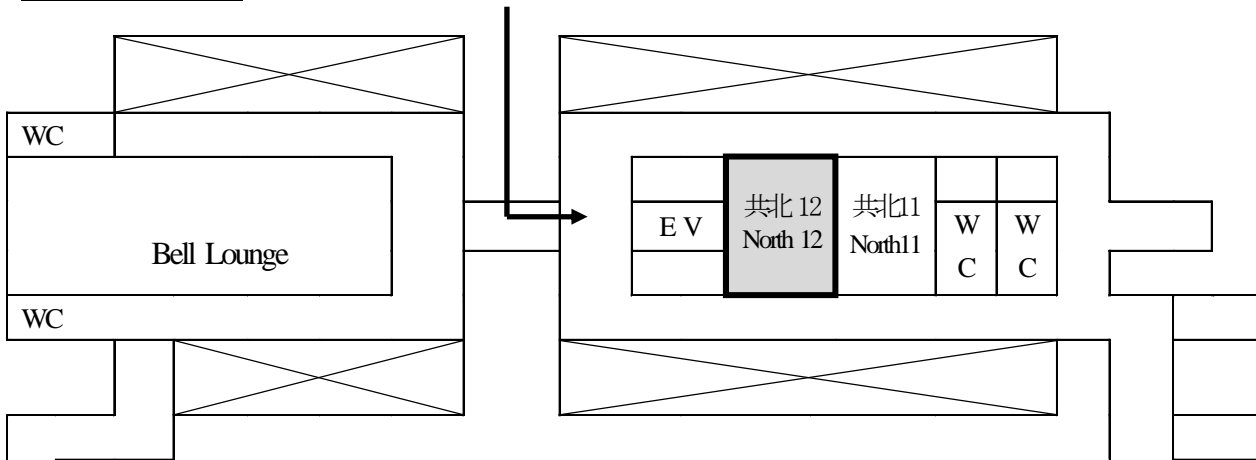 WC
Bell Lounge
WC
E V
共北 12
North 12
共北11
North11
W
C
W
C